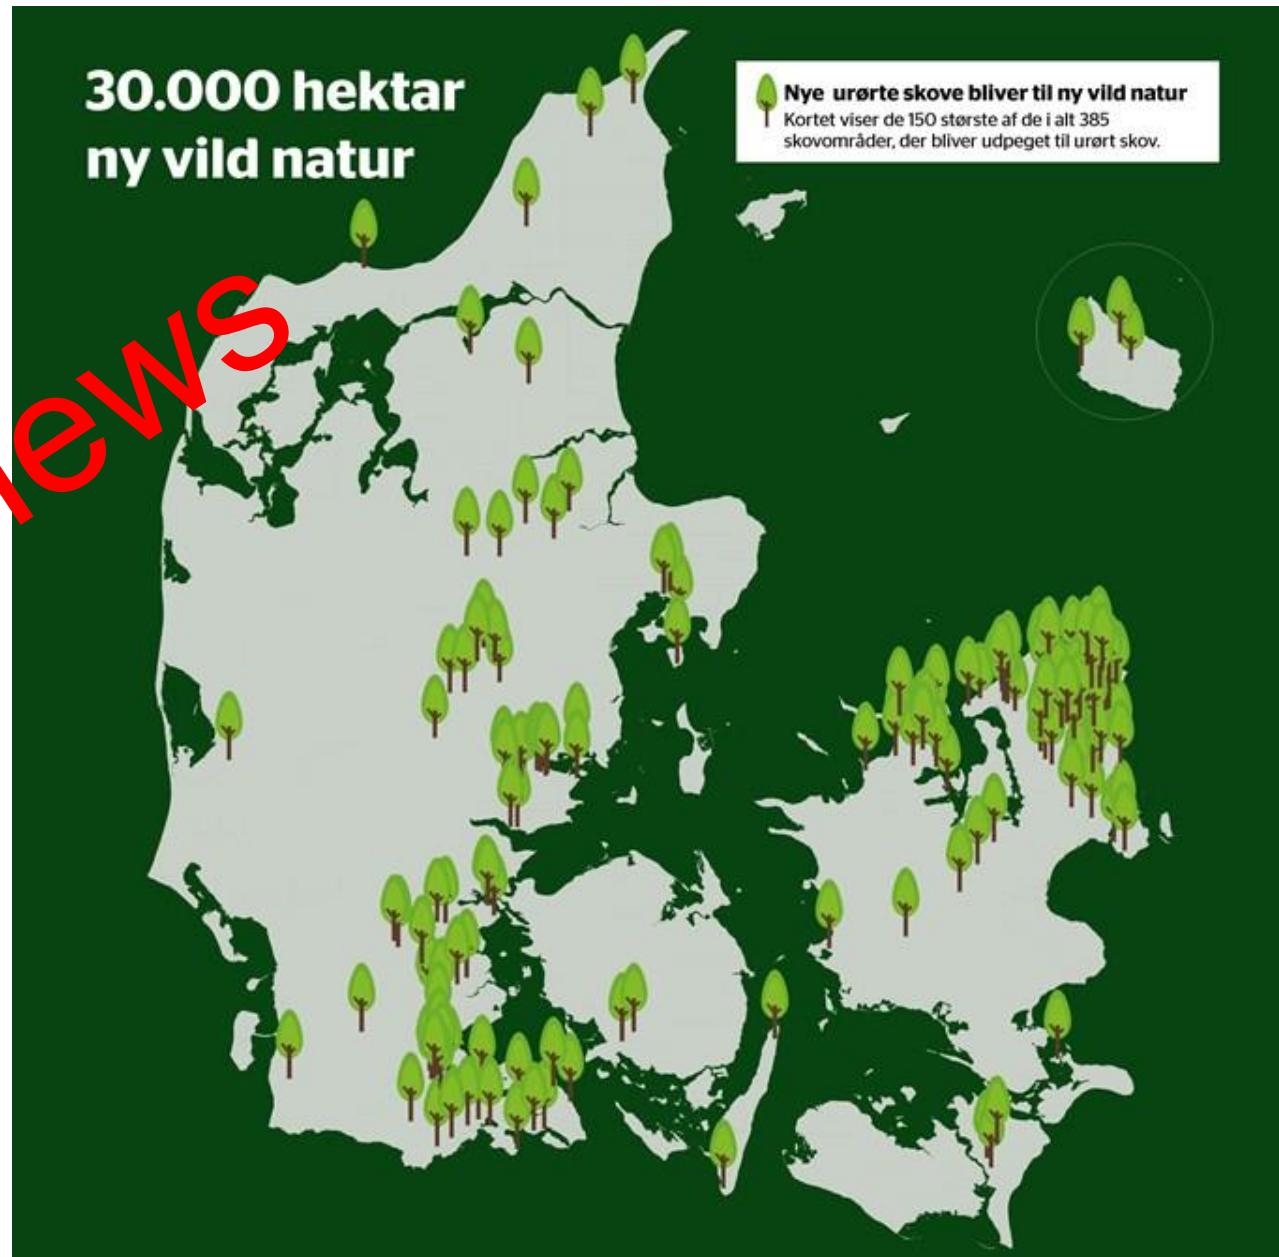 30.000 hektar
ny vild natur
Nye urørte skove bliver til ny vild natur
Kortet viser de 150 største af de i alt 385
skovområder, der bliver udpeget til urørt skov.
news